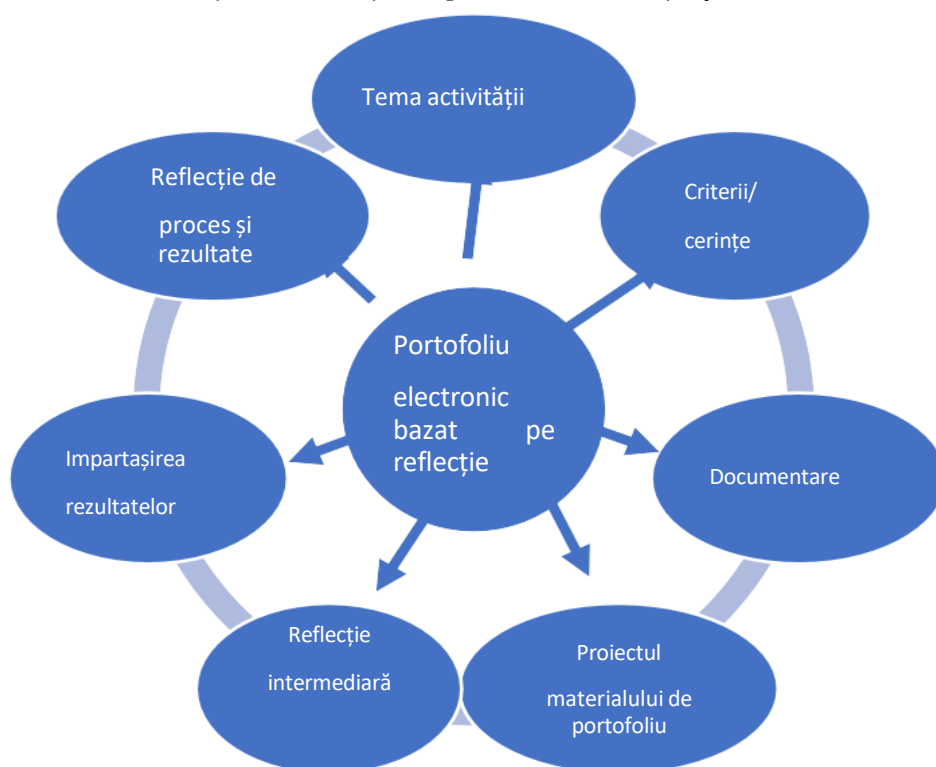 Tema activității
Criterii/
cerințe
Documentare
Proiectul
materialului de
portofoliu
Reflecție
intermediară
Impartașirea
rezultatelor
Reflecție de
proces și
rezultate
Portofoliu
electronic
bazat pe
reflecție